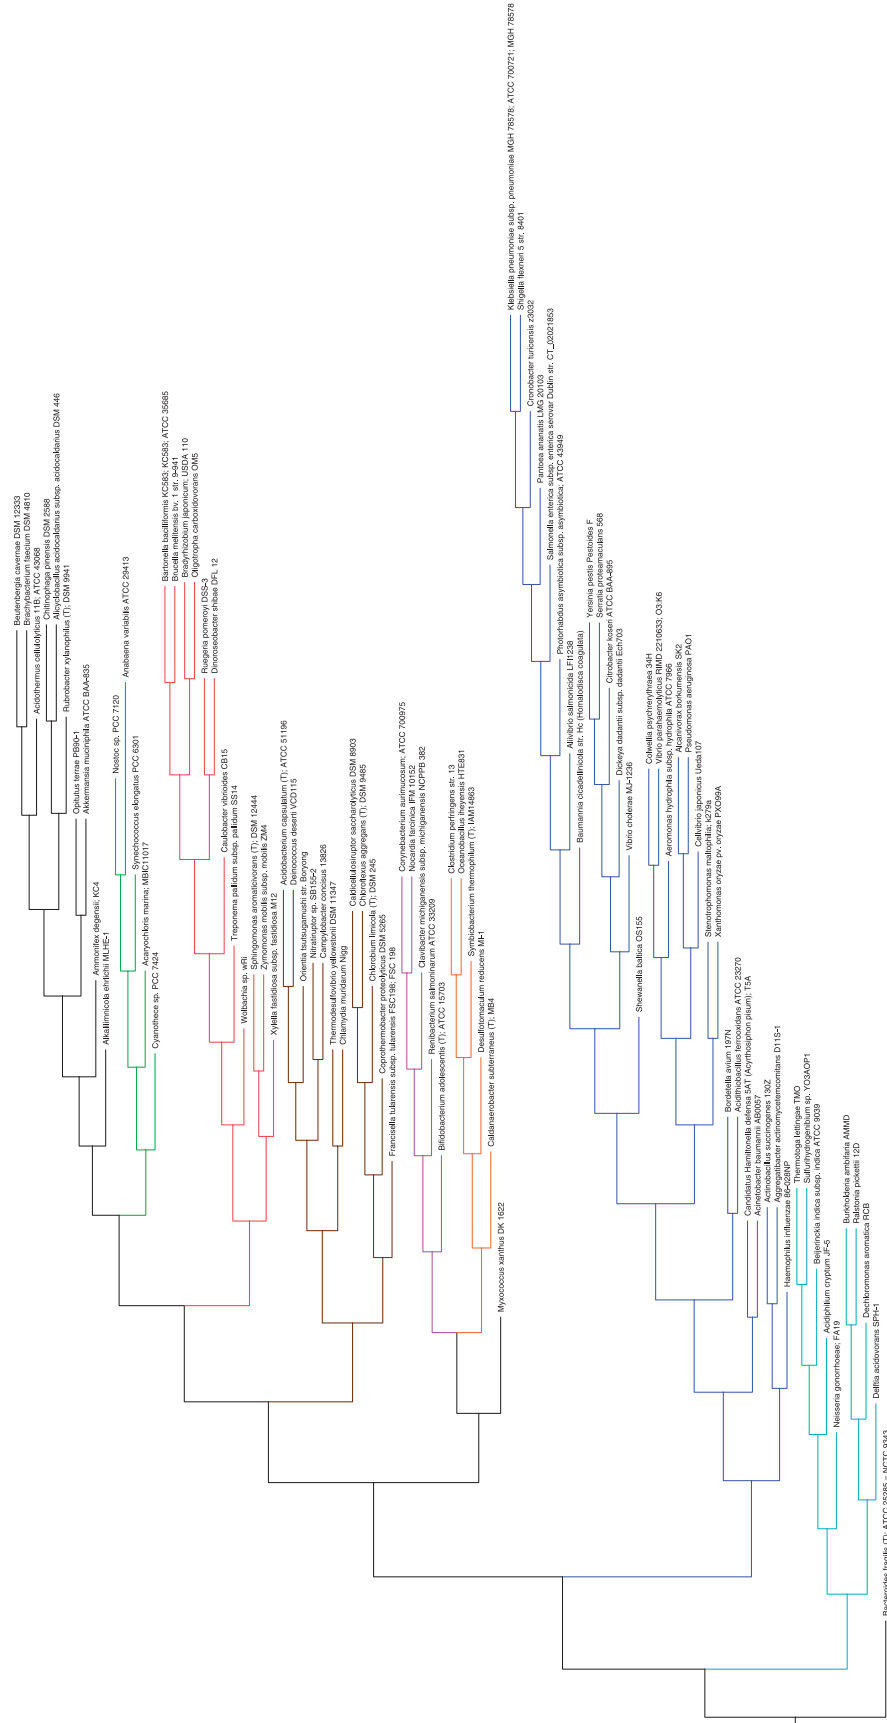 Beutenbergia cavernae DSM 12333
Brachybacterium faecium DSM 4810
Acidothermus cellulolyticus 11B; ATCC 43068
Chitinophaga pinensis DSM 2588
Alicyclobacillus acidocaldarius subsp. acidocaldarius DSM 446
Rubrobacter xylanophilus (T); DSM 9941
Opitutus terrae PB90-1
Akkermansia muciniphila ATCC BAA-835
Ammonifex degensii; KC4
Alkalilimnicola ehrlichii MLHE-1
Nostoc sp. PCC 7120
Anabaena variabilis ATCC 29413
Synechococcus elongatus PCC 6301
Acaryochloris marina; MBIC11017
Cyanothece sp. PCC 7424
Bartonella bacilliformis KC583; KC583; ATCC 35685
Brucella melitensis bv. 1 str. 9-941
Bradyrhizobium japonicum; USDA 110
Oligotropha carboxidovorans OM5
Ruegeria pomeroyi DSS-3
Dinoroseobacter shibae DFL 12
Caulobacter vibrioides CB15
Treponema pallidum subsp. pallidum SS14
Wolbachia sp. wRi
Sphingomonas aromaticivorans (T); DSM 12444
Zymomonas mobilis subsp. mobilis ZM4
Xylella fastidiosa subsp. fastidiosa M12
Acidobacterium capsulatum (T); ATCC 51196
Deinococcus deserti VCD115
Orientia tsutsugamushi str. Boryong
Nitratiruptor sp. SB155-2
Campylobacter concisus 13826
Thermodesulfovibrio yellowstonii DSM 11347
Chlamydia muridarum Nigg
Caldicellulosiruptor saccharolyticus DSM 8903
Chloroflexus aggregans (T); DSM 9485
Chlorobium limicola (T); DSM 245
Coprothermobacter proteolyticus DSM 5265
Francisella tularensis subsp. tularensis FSC198; FSC 198
Corynebacterium aurimucosum; ATCC 700975
Nocardia farcinica IFM 10152
Clavibacter michiganensis subsp. michiganensis NCPPB 382
Renibacterium salmoninarum ATCC 33209
Bifidobacterium adolescentis (T); ATCC 15703
Clostridium perfringens str. 13
Oceanobacillus iheyensis HTE831
Symbiobacterium thermophilum (T); IAM14863
Desulfotomaculum reducens MI-1
Caldanaerobacter subterraneus (T); MB4
Myxococcus xanthus DK 1622
Klebsiella pneumoniae subsp. pneumoniae MGH 78578; ATCC 700721; MGH 78578
Shigella flexneri 5 str. 8401
Cronobacter turicensis z3032
Pantoea ananatis LMG 20103
Salmonella enterica subsp. enterica serovar Dublin str. CT_02021853
Photorhabdus asymbiotica subsp. asymbiotica; ATCC 43949
Aliivibrio salmonicida LFI1238
Baumannia cicadellinicola str. Hc (Homalodisca coagulata)
Yersinia pestis Pestoides F
Serratia proteamaculans 568
Citrobacter koseri ATCC BAA-895
Dickeya dadantii subsp. dadantii Ech703
Vibrio cholerae MJ-1236
Shewanella baltica OS155
Colwellia psychrerythraea 34H
Vibrio parahaemolyticus RIMD 2210633; O3:K6
Aeromonas hydrophila subsp. hydrophila ATCC 7966
Alcanivorax borkumensis SK2
Pseudomonas aeruginosa PAO1
Cellvibrio japonicus Ueda107
Stenotrophomonas maltophilia; k279a
Xanthomonas oryzae pv. oryzae PXO99A
Bordetella avium 197N
Acidithiobacillus ferrooxidans ATCC 23270
Candidatus Hamiltonella defensa 5AT (Acyrthosiphon pisum); T5A
Acinetobacter baumannii AB0057
Actinobacillus succinogenes 130Z
Aggregatibacter actinomycetemcomitans D11S-1
Haemophilus influenzae 86-028NP
Thermotoga lettingae TMO
Sulfurihydrogenibium sp. YO3AOP1
Beijerinckia indica subsp. indica ATCC 9039
Acidiphilium cryptum JF-5
Neisseria gonorrhoeae; FA19
Burkholderia ambifaria AMMD
Ralstonia pickettii 12D
Dechloromonas aromatica RCB
Delftia acidovorans SPH-1
Bacteroides fragilis (T); ATCC 25285 = NCTC 9343